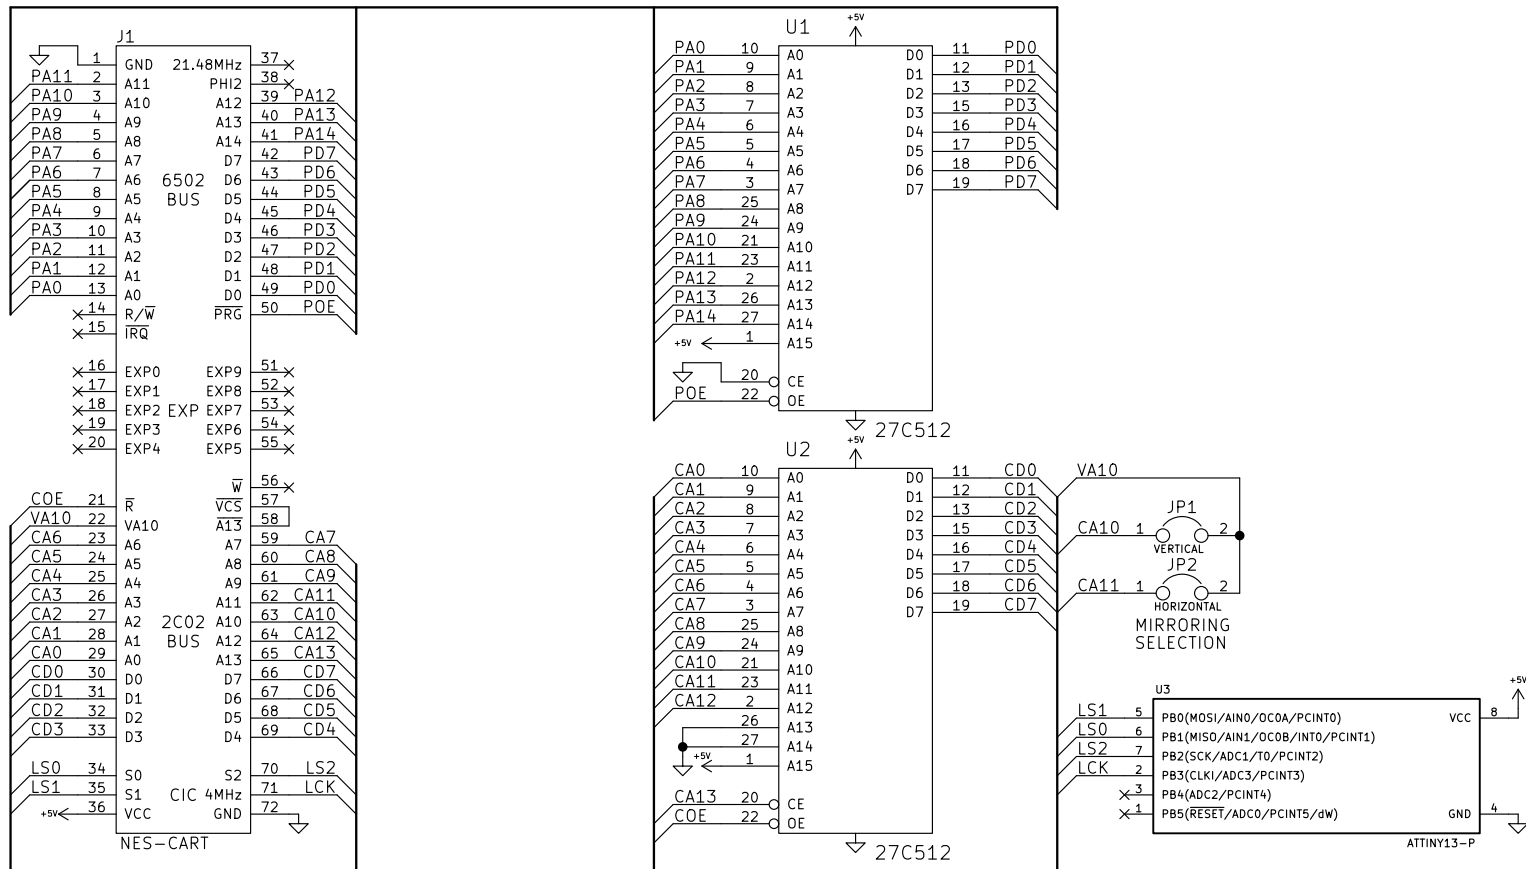 J1
1 GND 21.48MHz 37
PA11 2 A11 PHI2 38
PA10 3 A10 A12 39 PA12
PA9 4 A9 A13 40 PA13
PA8 5 A8 A14 41 PA14
PA7 6 A7 D7 42 PD7
PA6 7 A6 6502 D6 43 PD6
PA5 8 A5 BUS D5 44 PD5
PA4 9 A4 D4 45 PD4
PA3 10 A3 D3 46 PD3
PA2 11 A2 D2 47 PD2
PA1 12 A1 D1 48 PD1
PA0 13 A0 D0 49 PD0
14 R/W PRG 50 POE
15 IRQ
16 EXP0 EXP9 51
17 EXP1 EXP8 52
18 EXP2 EXP EXP7 53
19 EXP3 EXP6 54
20 EXP4 EXP5 55
W 56
COE 21 R VCS 57
VA10 22 VA10 A13 58
CA6 23 A6 A7 59 CA7
CA5 24 A5 A8 60 CA8
CA4 25 A4 A9 61 CA9
CA3 26 A3 A11 62 CA11
CA2 27 A2 2C02 A10 63 CA10
CA1 28 A1 BUS A12 64 CA12
CA0 29 A0 A13 65 CA13
CD0 30 D0 D7 66 CD7
CD1 31 D1 D6 67 CD6
CD2 32 D2 D5 68 CD5
CD3 33 D3 D4 69 CD4
LS0 34 S0 S2 70 LS2
LS1 35 S1 CIC 4MHz 71 LCK
+5V 36 VCC GND 72
NES-CART
U1
+5V
PA0 10 A0 D0 11 PD0
PA1 9 A1 D1 12 PD1
PA2 8 A2 D2 13 PD2
PA3 7 A3 D3 15 PD3
PA4 6 A4 D4 16 PD4
PA5 5 A5 D5 17 PD5
PA6 4 A6 D6 18 PD6
PA7 3 A7 D7 19 PD7
PA8 25 A8
PA9 24 A9
PA10 21 A10
PA11 23 A11
PA12 2 A12
PA13 26 A13
PA14 27 A14
+5V 1 A15
20 CE
POE 22 OE
27C512
U2
+5V
CA0 10 A0 D0 11 CD0
CA1 9 A1 D1 12 CD1
CA2 8 A2 D2 13 CD2
CA3 7 A3 D3 15 CD3
CA4 6 A4 D4 16 CD4
CA5 5 A5 D5 17 CD5
CA6 4 A6 D6 18 CD6
CA7 3 A7 D7 19 CD7
CA8 25 A8
CA9 24 A9
CA10 21 A10
CA11 23 A11
CA12 2 A12
26 A13
27 A14
+5V 1 A15
CA13 20 CE
COE 22 OE
27C512
VA10
JP1
CA10 1 2
VERTICAL
JP2
CA11 1 2
HORIZONTAL
MIRRORING
SELECTION
U3
+5V
LS1 5 PB0(MOSI/AIN0/OC0A/PCINT0) VCC 8
LS0 6 PB1(MISO/AIN1/OC0B/INT0/PCINT1)
LS2 7 PB2(SCK/ADC1/T0/PCINT2)
LCK 2 PB3(CLKI/ADC3/PCINT3)
3 PB4(ADC2/PCINT4)
1 PB5(RESET/ADC0/PCINT5/dW) GND 4
ATTINY13-P